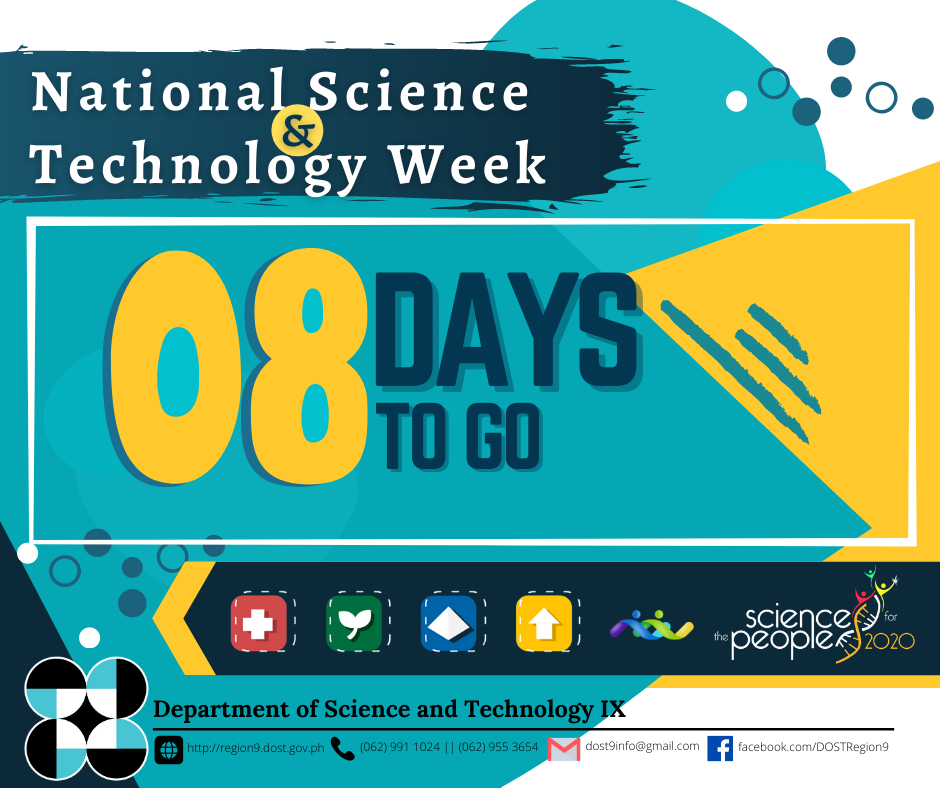 National Science
&
Technology Week
08 DAYS
TO GO
science for
the people 2020
Department of Science and Technology IX
http://region9.dost.gov.ph (062) 991 1024 || (062) 955 3654 dost9info@gmail.com facebook.com/DOSTRegion9